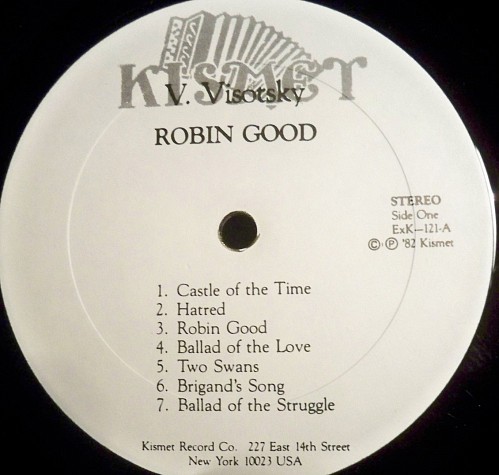 KISMET
V. Visotsky
ROBIN GOOD
STEREO
Side One
ExK—121-A
©·℗ '82 Kismet
1. Castle of the Time
2. Hatred
3. Robin Good
4. Ballad of the Love
5. Two Swans
6. Brigand's Song
7. Ballad of the Struggle
Kismet Record Co. 227 East 14th Street
New York 10023 USA